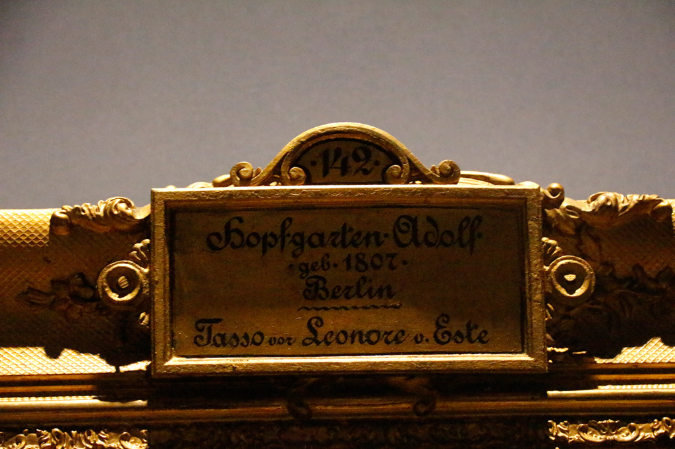 ·142·
Hopfgarten·Adolf·
·geb·1807·
Berlin
Tasso vor Leonore v. Este